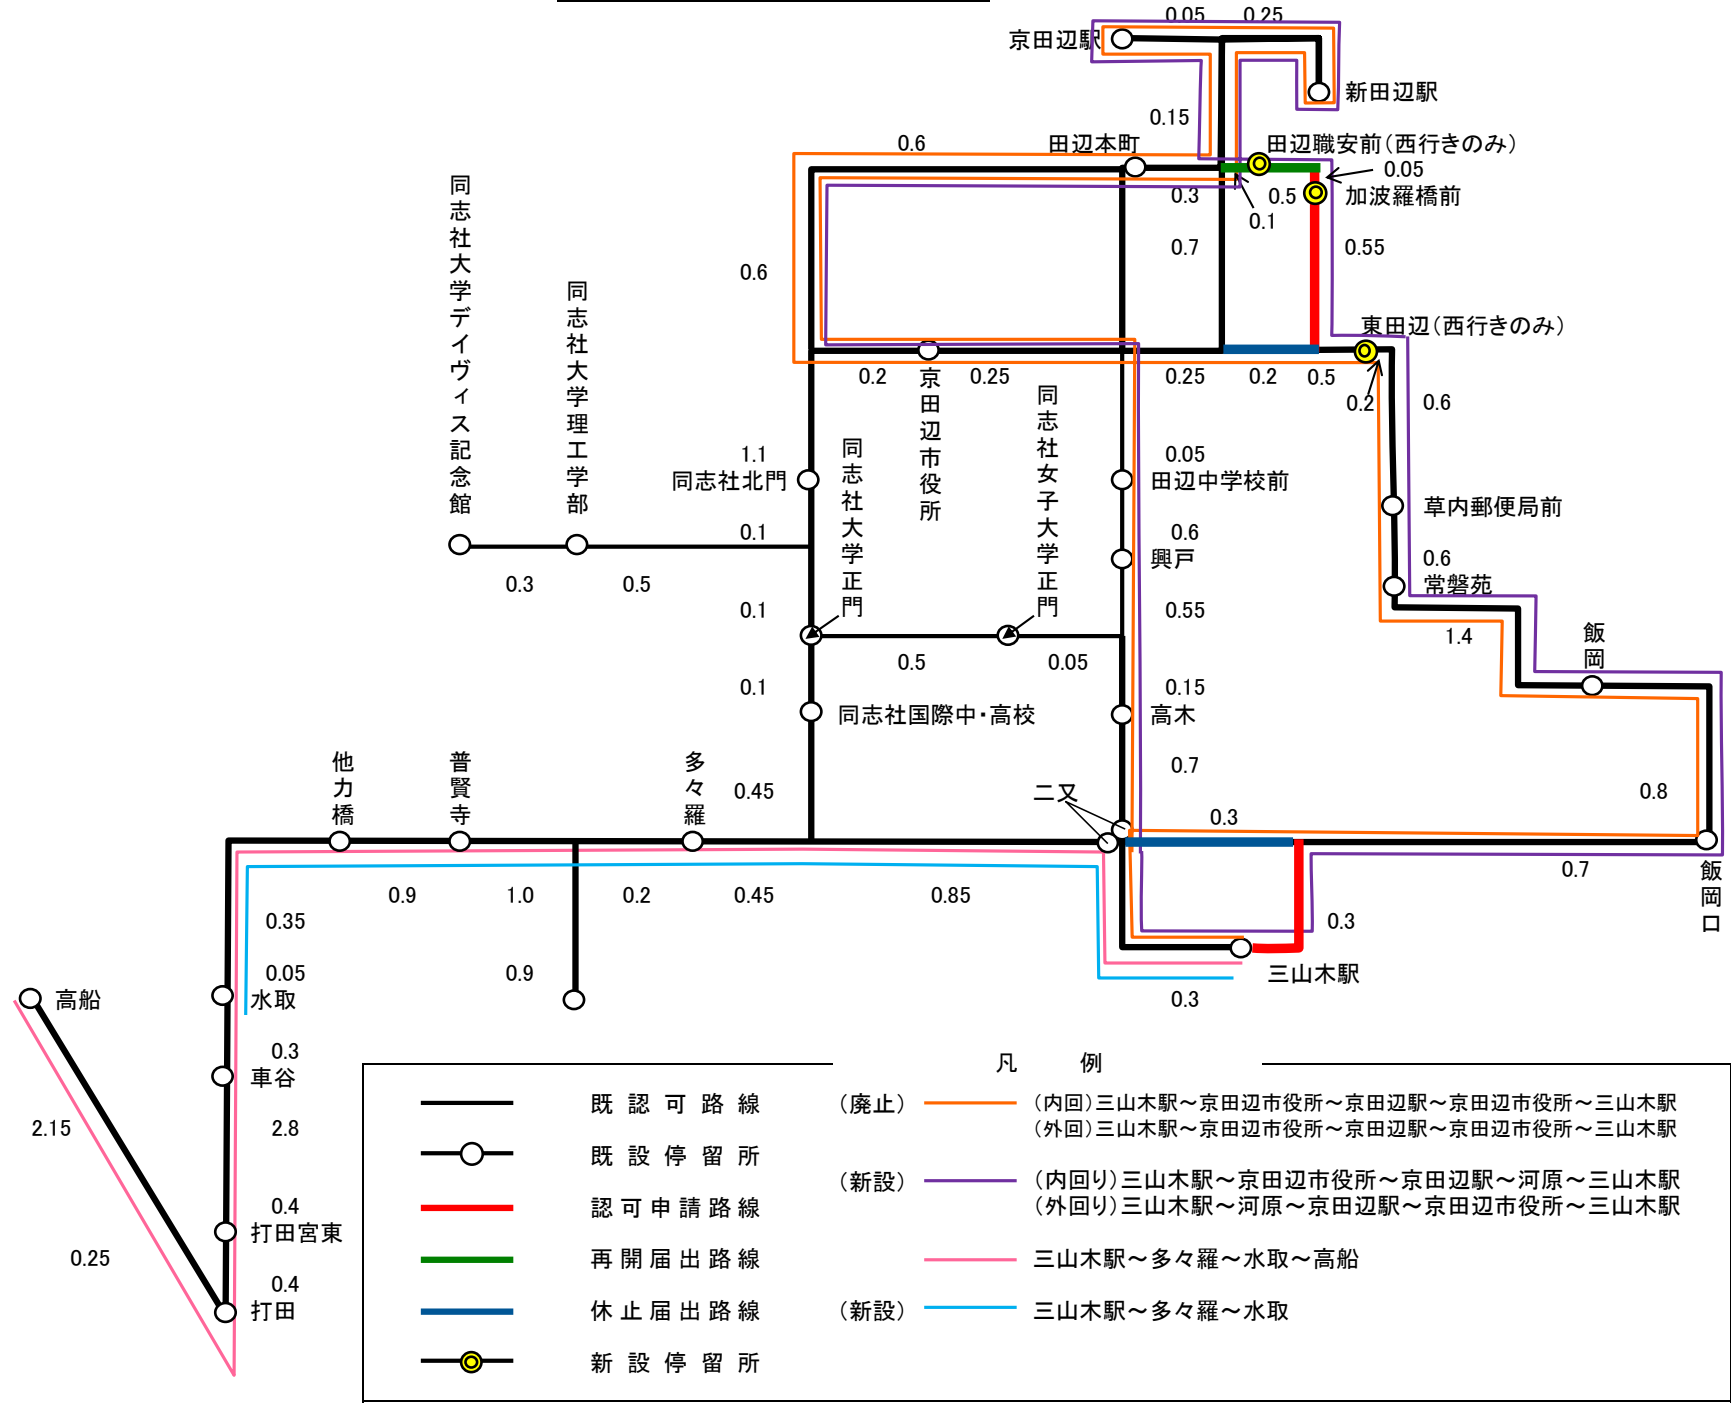 0.05
0.25
京田辺駅
新田辺駅
0.15
0.6
田辺本町
田辺職安前(西行きのみ)
0.05
加波羅橋前
0.3
0.5
0.1
0.7
0.55
0.6
同志社大学デイヴィス記念館
同志社大学理工学部
東田辺(西行きのみ)
0.2
0.25
0.25
0.2
0.5
0.2
0.6
京田辺市役所
同志社女子大学正門
同志社大学正門
1.1
同志社北門
0.05
田辺中学校前
草内郵便局前
0.1
0.6
興戸
0.6
常磐苑
0.3
0.5
0.1
0.55
1.4
飯岡
0.5
0.05
0.1
0.15
同志社国際中・高校
高木
他力橋
普賢寺
多々羅
0.45
0.7
二又
0.3
0.8
0.9
1.0
0.2
0.45
0.85
0.7
飯岡口
0.35
0.3
0.05
0.9
三山木駅
高船
水取
0.3
0.3
車谷
2.15
2.8
0.4
打田宮東
0.25
0.4
打田
凡 例
既認可路線
(廃止)
(内回)三山木駅~京田辺市役所~京田辺駅~京田辺市役所~三山木駅
(外回)三山木駅~京田辺市役所~京田辺駅~京田辺市役所~三山木駅
既設停留所
(新設)
(内回り)三山木駅~京田辺市役所~京田辺駅~河原~三山木駅
(外回り)三山木駅~河原~京田辺駅~京田辺市役所~三山木駅
認可申請路線
再開届出路線
三山木駅~多々羅~水取~高船
休止届出路線
(新設)
三山木駅~多々羅~水取
新設停留所